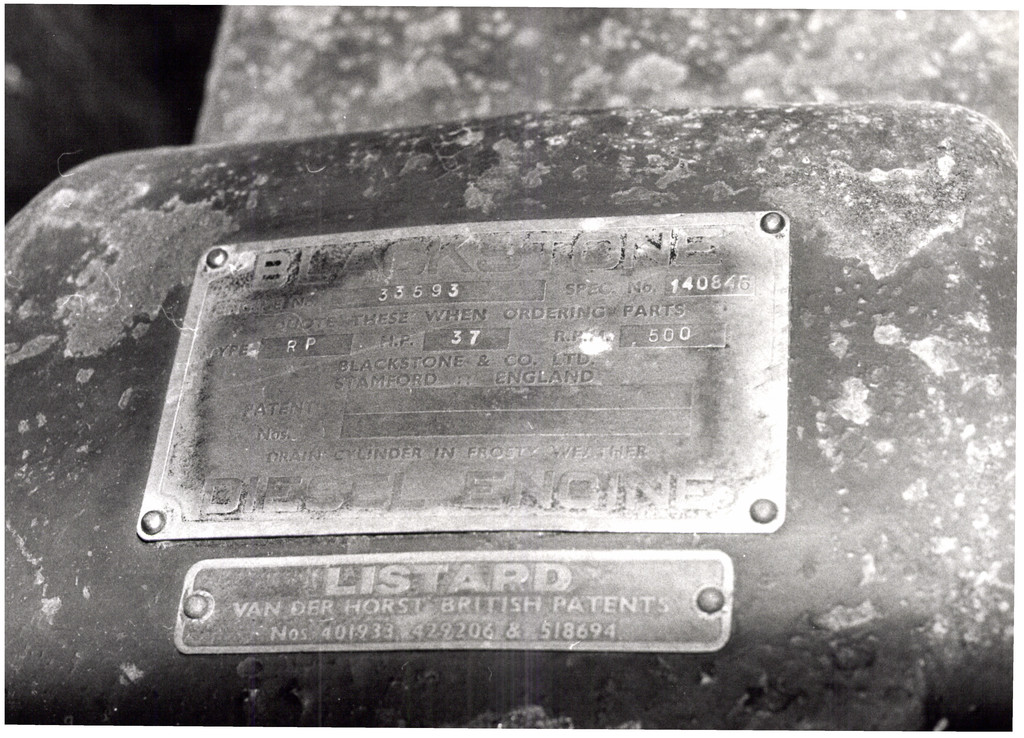 BLACKSTONE
ENGINE No. 33593 SPEC. No. 140846
QUOTE THESE WHEN ORDERING PARTS
TYPE RP H.P. 37 R.P.M. 500
BLACKSTONE & CO. LTD
STAMFORD :: ENGLAND
PATENT
Nos.
DRAIN CYLINDER IN FROSTY WEATHER
DIESEL ENGINE
LISTARD
VAN DER HORST BRITISH PATENTS
Nos 401933, 429206 & 518694